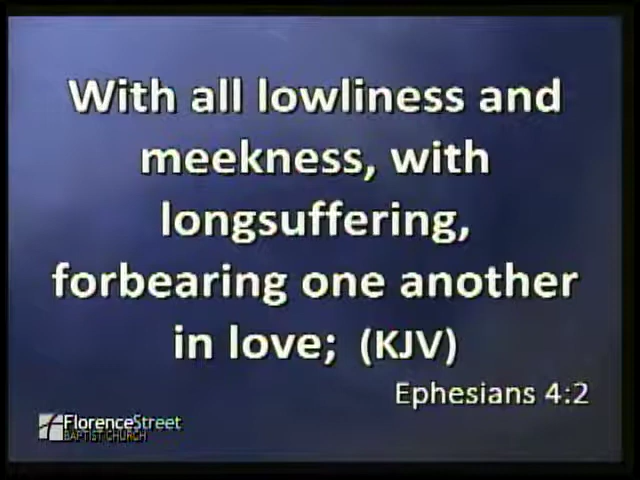 With all lowliness and
meekness, with
longsuffering,
forbearing one another
in love; (KJV)
Ephesians 4:2
FlorenceStreet
BAPTIST CHURCH